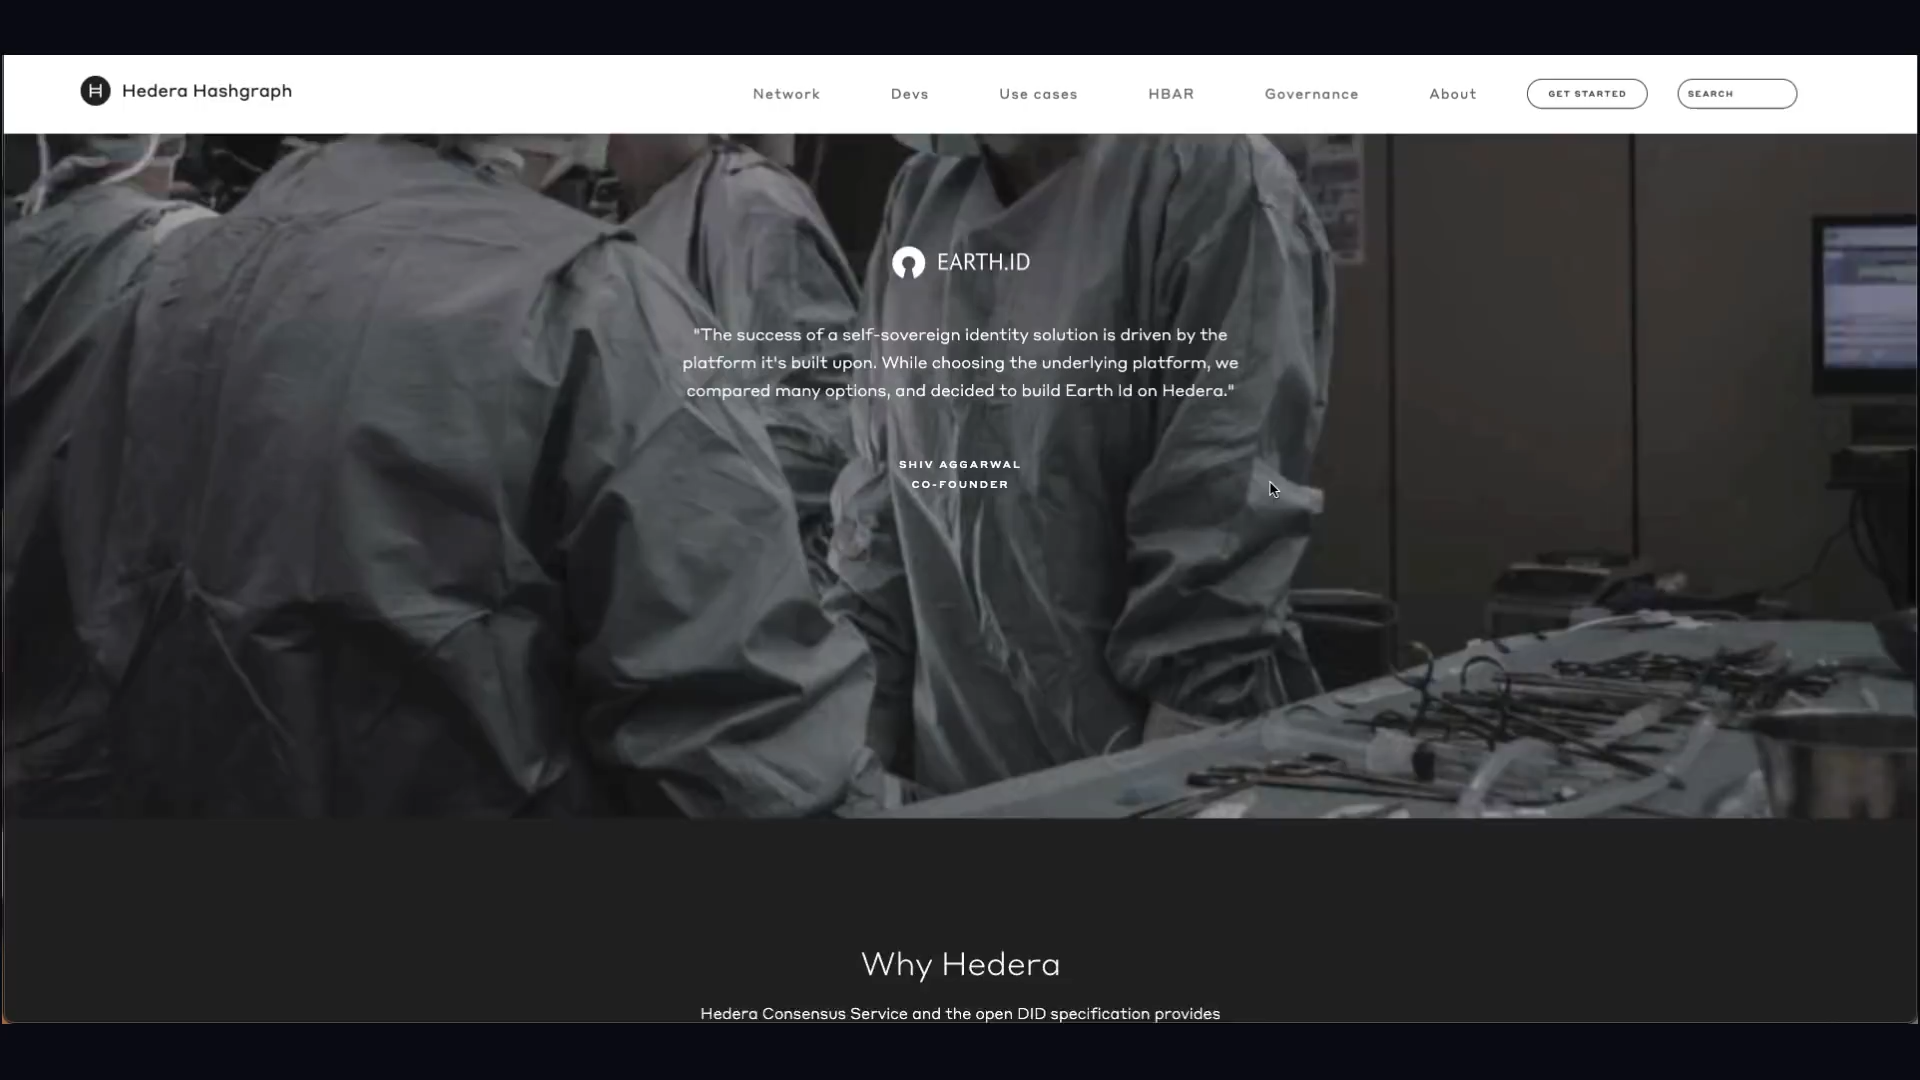 Hedera Hashgraph
Network
Devs
Use cases
HBAR
Governance
About
GET STARTED
SEARCH
EARTH.ID
"The success of a self-sovereign identity solution is driven by the
platform it's built upon. While choosing the underlying platform, we
compared many options, and decided to build Earth Id on Hedera."
SHIV AGGARWAL
CO-FOUNDER
Why Hedera
Hedera Consensus Service and the open DID specification provides